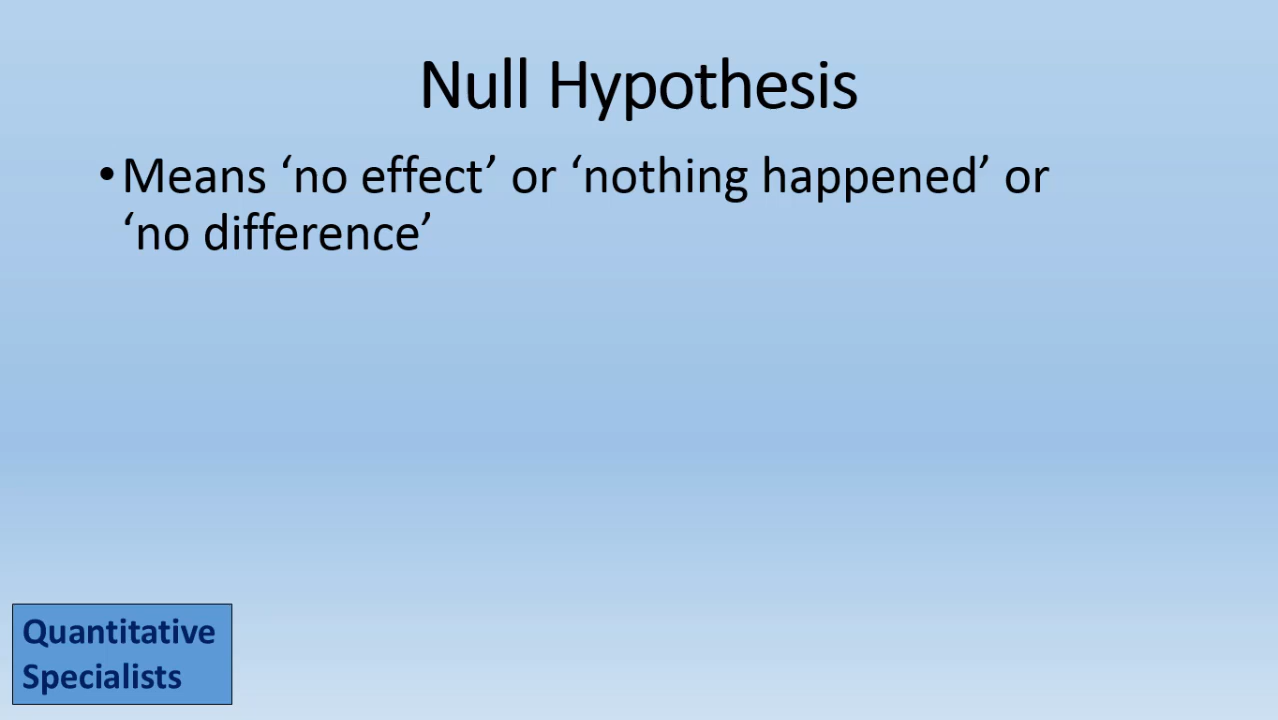 Null Hypothesis
•Means ‘no effect’ or ‘nothing happened’ or
‘no difference’
Quantitative
Specialists